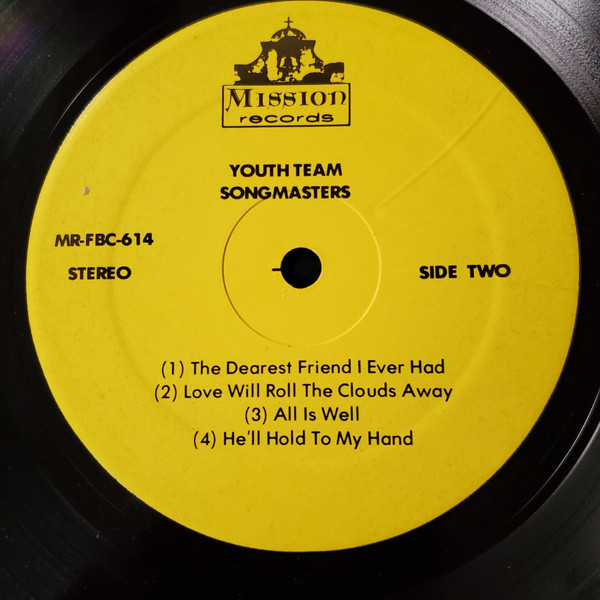 Mission
records
YOUTH TEAM
SONGMASTERS
MR-FBC-614
STEREO
SIDE TWO
(1) The Dearest Friend I Ever Had
(2) Love Will Roll The Clouds Away
(3) All Is Well
(4) He'll Hold To My Hand